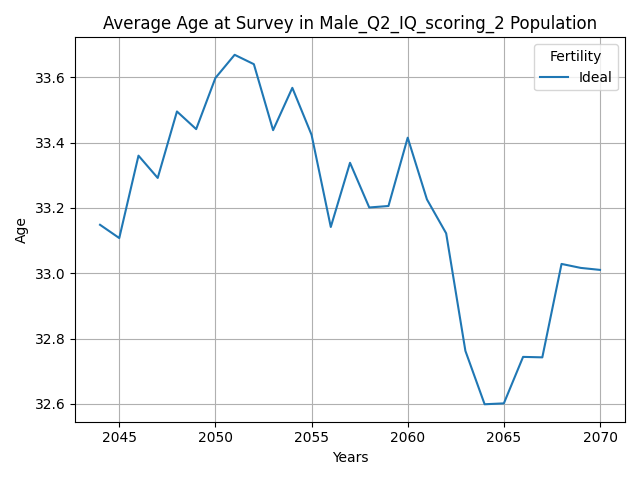 Average Age at Survey in Male_Q2_IQ_scoring_2 Population
Fertility
Ideal
33.6
33.4
33.2
33.0
32.8
32.6
Age
2045 2050 2055 2060 2065 2070
Years